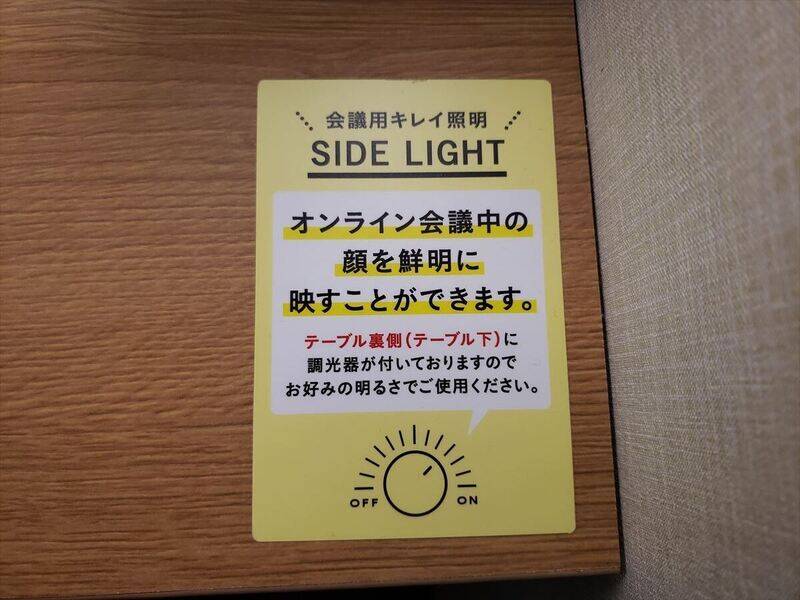 会議用キレイ照明
SIDE LIGHT
オンライン会議中の
顔を鮮明に
映すことができます。
テーブル裏側(テーブル下)に
調光器が付いておりますので
お好みの明るさでご使用ください。
OFF ON